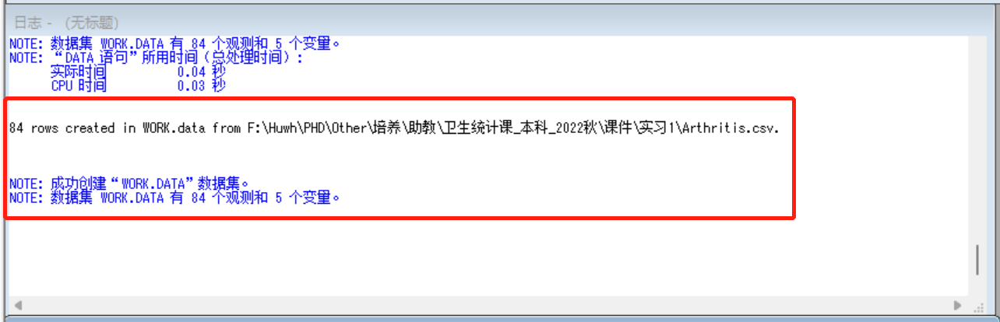 日志 - (无标题)
NOTE: 数据集 WORK.DATA 有 84 个观测和 5 个变量。
NOTE: “DATA 语句”所用时间（总处理时间）:
实际时间 0.04 秒
CPU 时间 0.03 秒
84 rows created in WORK.data from F:\Huwh\PHD\Other\培养\助教\卫生统计课_本科_2022秋\课件\实习1\Arthritis.csv.
NOTE: 成功创建“WORK.DATA”数据集。
NOTE: 数据集 WORK.DATA 有 84 个观测和 5 个变量。